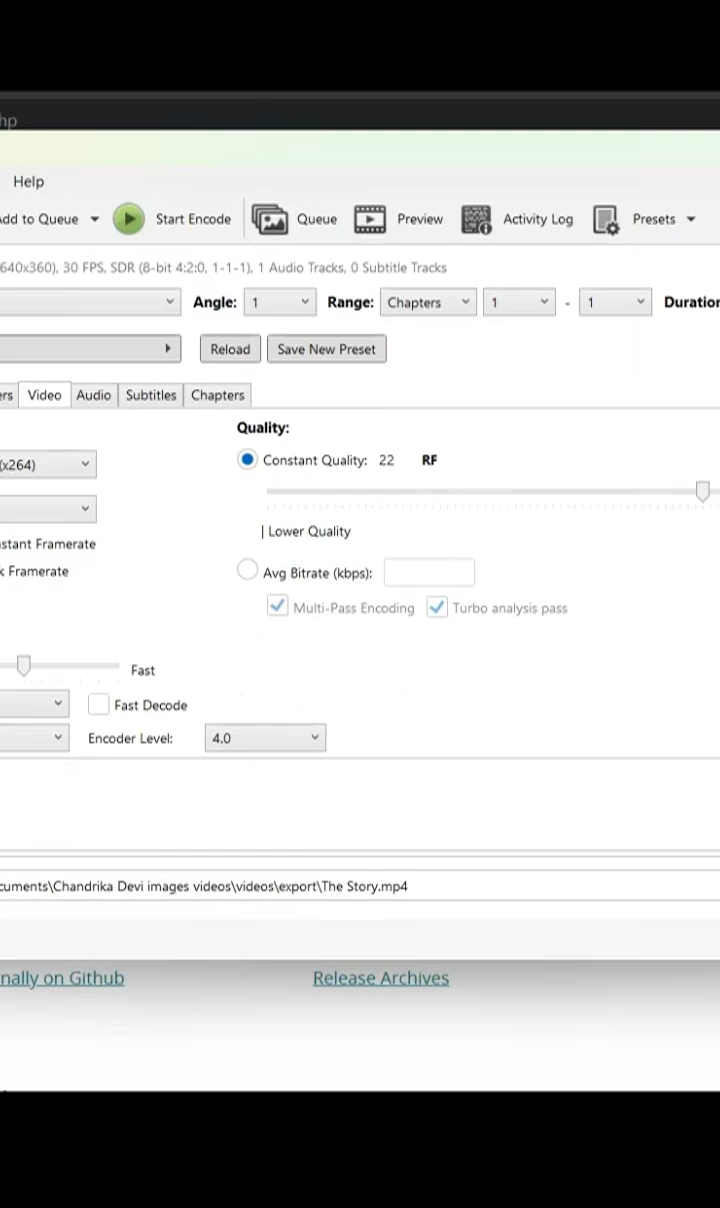 hp
Help
Add to Queue Start Encode Queue Preview Activity Log Presets
640x360), 30 FPS, SDR (8-bit 4:2:0, 1-1-1), 1 Audio Tracks, 0 Subtitle Tracks
Angle: 1 Range: Chapters 1 - 1 Duration
Reload Save New Preset
ers Video Audio Subtitles Chapters
Quality:
(x264) Constant Quality: 22 RF
stant Framerate | Lower Quality
k Framerate Avg Bitrate (kbps):
Multi-Pass Encoding Turbo analysis pass
Fast
Fast Decode
Encoder Level: 4.0
cuments\Chandrika Devi images videos\videos\export\The Story.mp4
nally on Github Release Archives